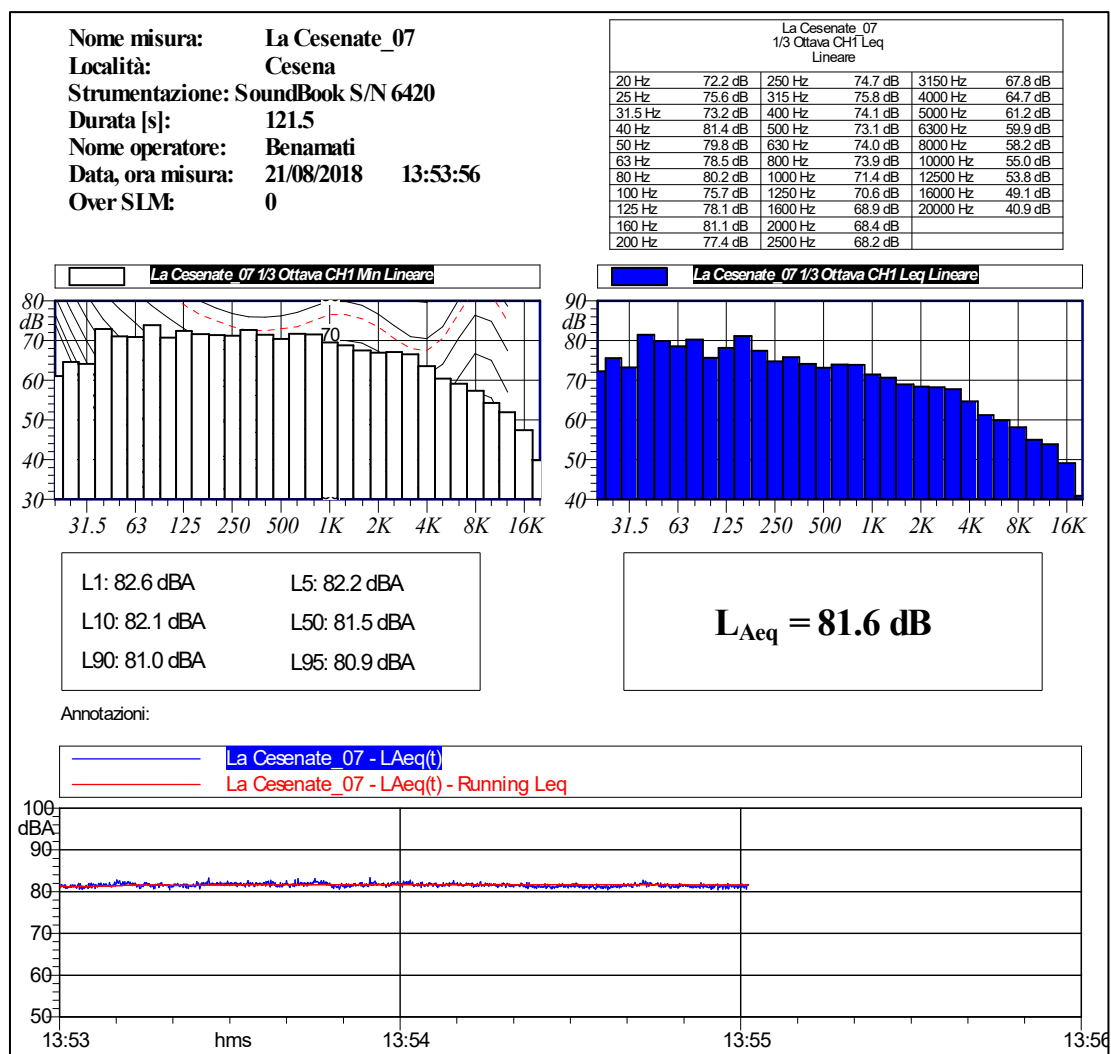 Nome misura: La Cesenate_07
Località: Cesena
Strumentazione: SoundBook S/N 6420
Durata [s]: 121.5
Nome operatore: Benamati
Data, ora misura: 21/08/2018 13:53:56
Over SLM: 0
La Cesenate_07
1/3 Ottava CH1 Leq
Lineare
20 Hz 72.2 dB 250 Hz 74.7 dB 3150 Hz 67.8 dB
25 Hz 75.6 dB 315 Hz 75.8 dB 4000 Hz 64.7 dB
31.5 Hz 73.2 dB 400 Hz 74.1 dB 5000 Hz 61.2 dB
40 Hz 81.4 dB 500 Hz 73.1 dB 6300 Hz 59.9 dB
50 Hz 79.8 dB 630 Hz 74.0 dB 8000 Hz 58.2 dB
63 Hz 78.5 dB 800 Hz 73.9 dB 10000 Hz 55.0 dB
80 Hz 80.2 dB 1000 Hz 71.4 dB 12500 Hz 53.8 dB
100 Hz 75.7 dB 1250 Hz 70.6 dB 16000 Hz 49.1 dB
125 Hz 78.1 dB 1600 Hz 68.9 dB 20000 Hz 40.9 dB
160 Hz 81.1 dB 2000 Hz 68.4 dB
200 Hz 77.4 dB 2500 Hz 68.2 dB
La Cesenate_07 1/3 Ottava CH1 Min Lineare
80
dB
70
60
50
40
30
70
31.5 63 125 250 500 1K 2K 4K 8K 16K
La Cesenate_07 1/3 Ottava CH1 Leq Lineare
90
dB
80
70
60
50
40
31.5 63 125 250 500 1K 2K 4K 8K 16K
L1: 82.6 dBA L5: 82.2 dBA
L10: 82.1 dBA L50: 81.5 dBA
L90: 81.0 dBA L95: 80.9 dBA
LAeq = 81.6 dB
Annotazioni:
La Cesenate_07 - LAeq(t)
La Cesenate_07 - LAeq(t) - Running Leq
100
dBA
90
80
70
60
50
13:53 hms 13:54 13:55 13:56